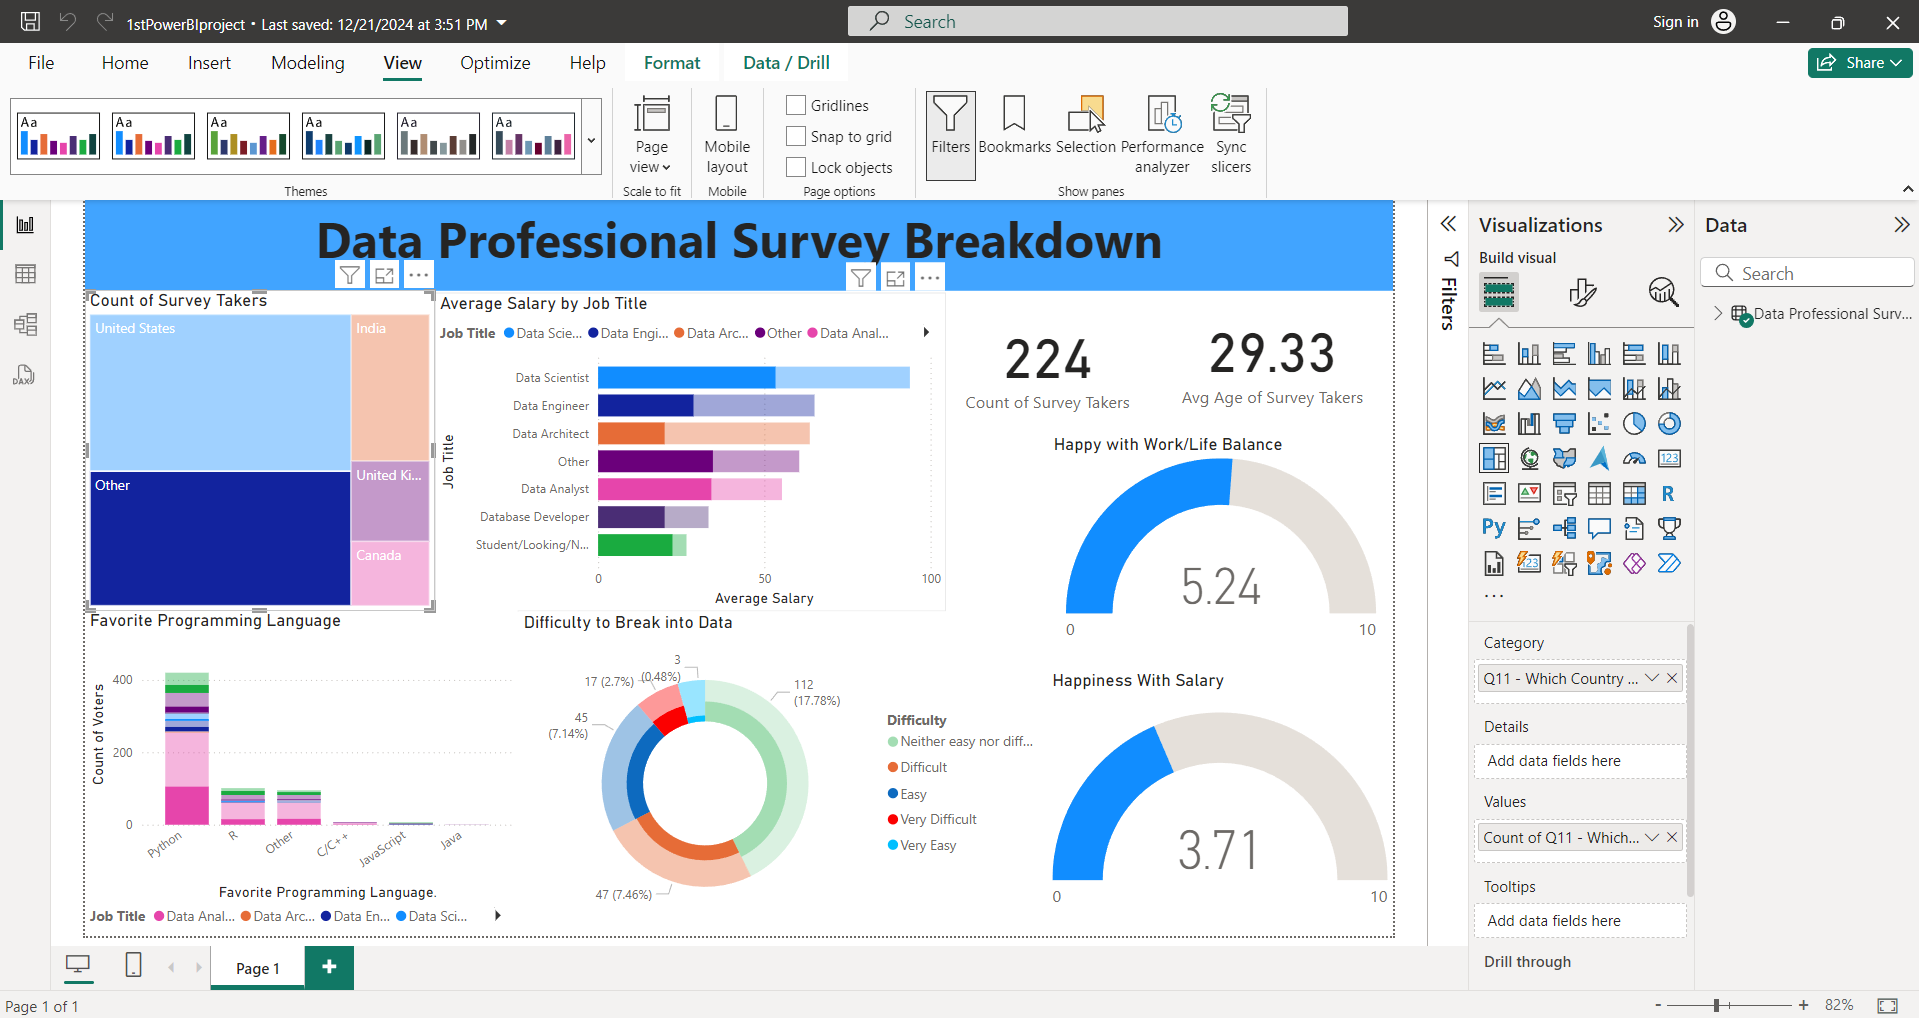 1stPowerBIproject • Last saved: 12/21/2024 at 3:51 PM
Search
Sign in
File
Home
Insert
Modeling
View
Optimize
Help
Format
Data / Drill
Share
Aa
Aa
Aa
Aa
Aa
Aa
Themes
Page
view
Scale to fit
Mobile
layout
Mobile
Gridlines
Snap to grid
Lock objects
Page options
Filters
Bookmarks
Selection
Performance
analyzer
Sync
slicers
Show panes
Data Professional Survey Breakdown
Count of Survey Takers
United States
India
Other
United Ki...
Canada
Average Salary by Job Title
Job Title Data Scie... Data Engi... Data Arc... Other Data Anal...
Job Title
Data Scientist
Data Engineer
Data Architect
Other
Data Analyst
Database Developer
Student/Looking/N...
0 50 100
Average Salary
224
Count of Survey Takers
29.33
Avg Age of Survey Takers
Happy with Work/Life Balance
5.24
0 10
Favorite Programming Language
Count of Voters
400
200
0
Python R Other C/C++ JavaScript Java
Favorite Programming Language.
Job Title Data Anal... Data Arc... Data En... Data Sci...
Difficulty to Break into Data
3
(0.48%)
17 (2.7%)
112
(17.78%)
45
(7.14%)
47 (7.46%)
Difficulty
Neither easy nor diff...
Difficult
Easy
Very Difficult
Very Easy
Happiness With Salary
3.71
0 10
Filters
Visualizations
Build visual
123
R
Py
123
...
Category
Q11 - Which Country ...
Details
Add data fields here
Values
Count of Q11 - Which...
Tooltips
Add data fields here
Drill through
Data
Search
Data Professional Surv...
DAX
Page 1
Page 1 of 1
- + 82%